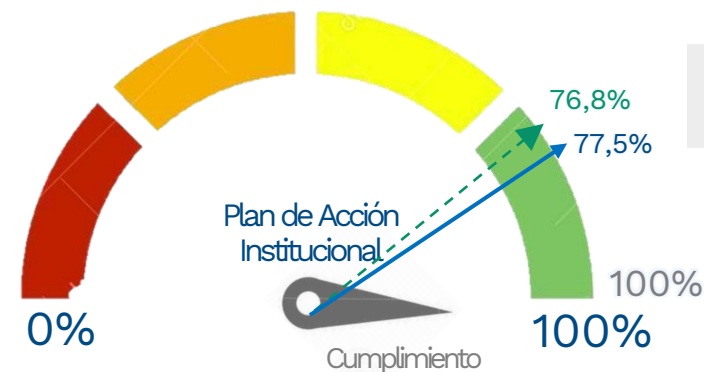 76,8%
77,5%
Plan de Acción
Institucional
100%
0%
100%
Cumplimiento